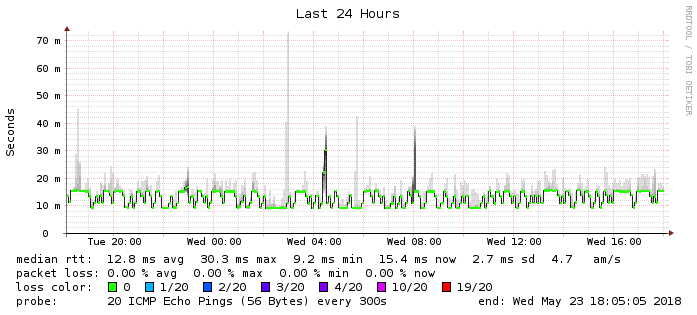 Last 24 Hours
RRDTOOL / TOBI OETIKER
Seconds
70 m
60 m
50 m
40 m
30 m
20 m
10 m
0
Tue 20:00 Wed 00:00 Wed 04:00 Wed 08:00 Wed 12:00 Wed 16:00
median rtt: 12.8 ms avg 30.3 ms max 9.2 ms min 15.4 ms now 2.7 ms sd 4.7 am/s
packet loss: 0.00 % avg 0.00 % max 0.00 % min 0.00 % now
loss color: 0 1/20 2/20 3/20 4/20 10/20 19/20
probe: 20 ICMP Echo Pings (56 Bytes) every 300s end: Wed May 23 18:05:05 2018